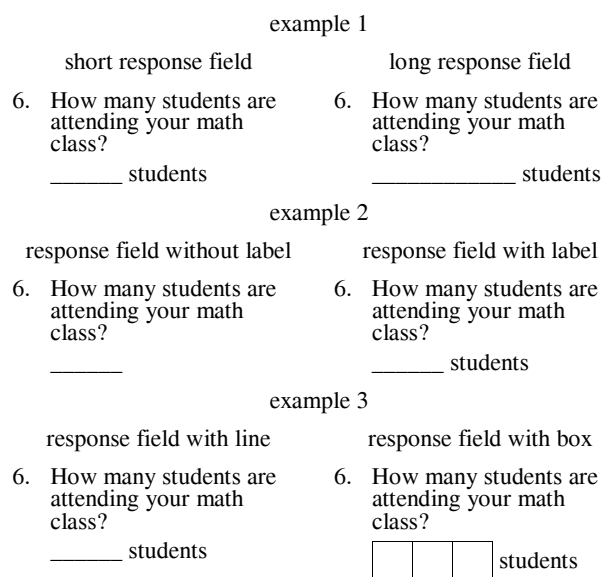 example 1
short response field long response field
6. How many students are 6. How many students are
attending your math attending your math
class? class?
______ students ____________ students
example 2
response field without label response field with label
6. How many students are 6. How many students are
attending your math attending your math
class? class?
______ ______ students
example 3
response field with line response field with box
6. How many students are 6. How many students are
attending your math attending your math
class? class?
______ students students